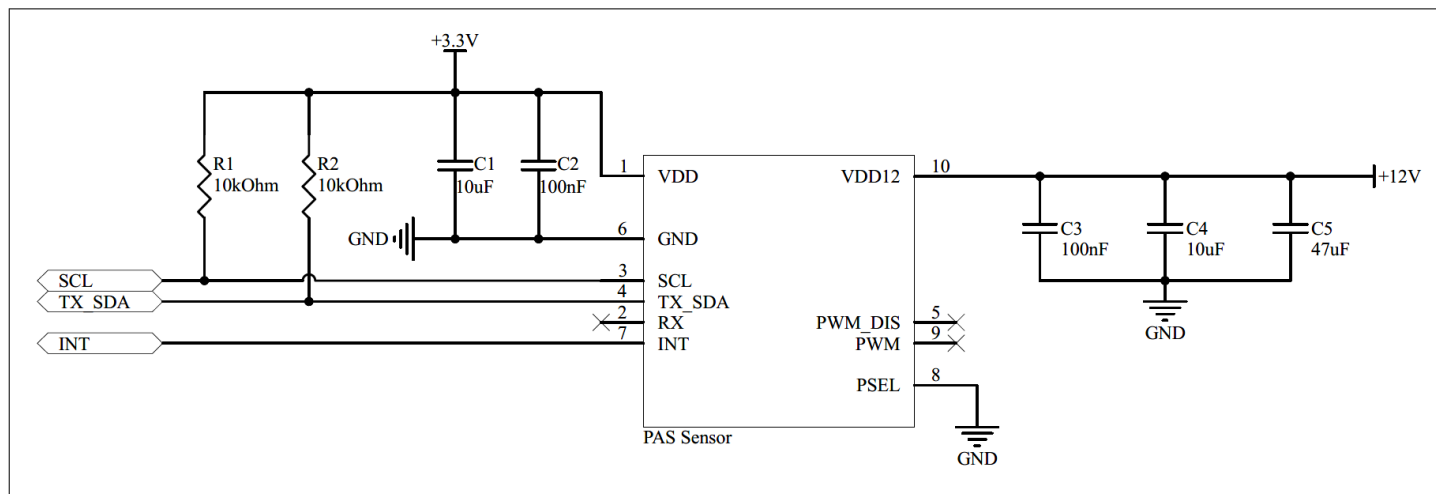 +3.3V
R1
10kOhm
R2
10kOhm
C1
10uF
C2
100nF
1
VDD
VDD12
10
+12V
GND
6
GND
C3
100nF
C4
10uF
C5
47uF
SCL
3
SCL
TX_SDA
4
TX_SDA
2
RX
PWM_DIS
5
INT
7
INT
PWM
9
GND
PSEL
8
PAS Sensor
GND